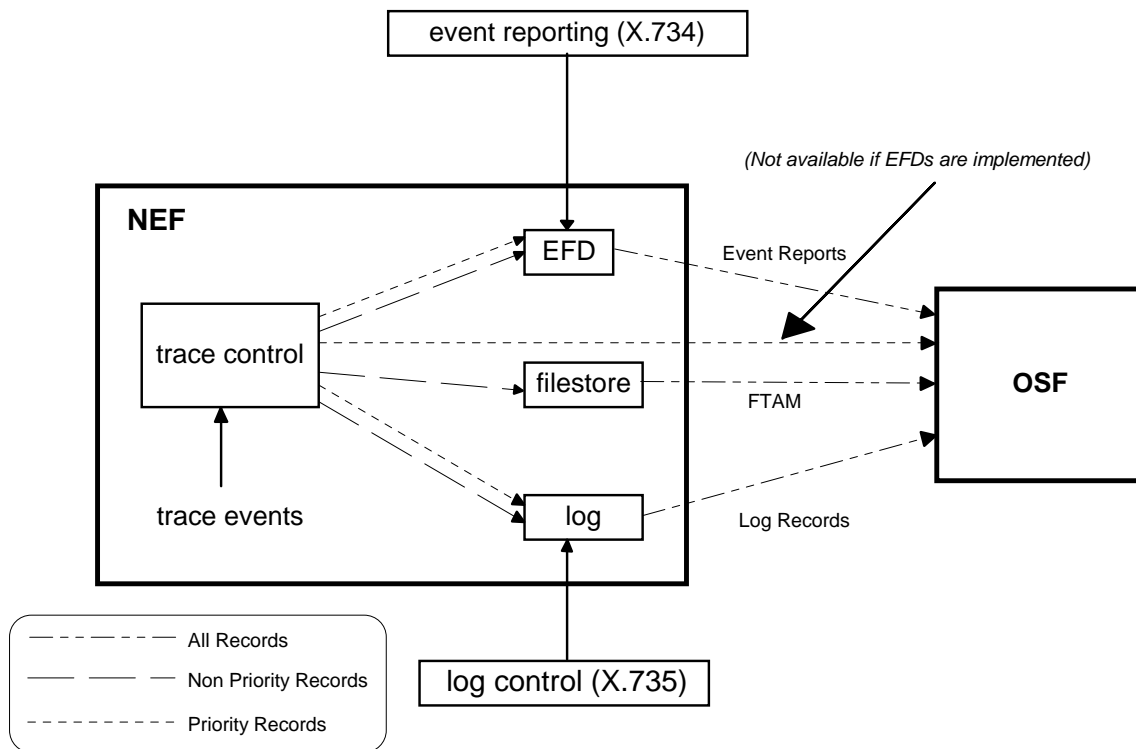 event reporting (X.734)
(Not available if EFDs are implemented)
NEF
EFD
Event Reports
trace control
filestore
FTAM
OSF
trace events
log
Log Records
All Records
Non Priority Records
Priority Records
log control (X.735)